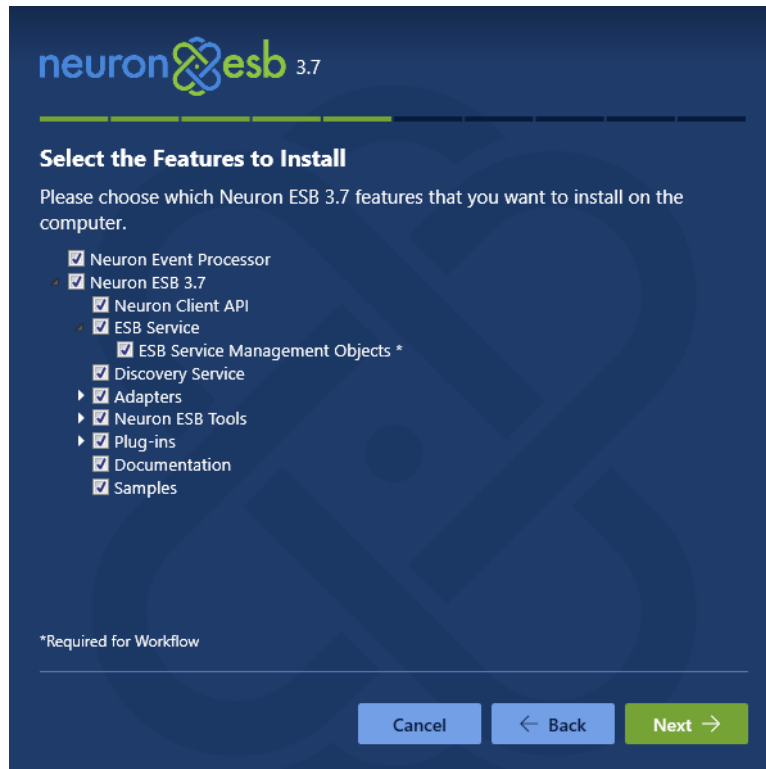 neuron esb 3.7
Select the Features to Install
Please choose which Neuron ESB 3.7 features that you want to install on the
computer.
Neuron Event Processor
Neuron ESB 3.7
Neuron Client API
ESB Service
ESB Service Management Objects *
Discovery Service
Adapters
Neuron ESB Tools
Plug-ins
Documentation
Samples
*Required for Workflow
Cancel
Back
Next